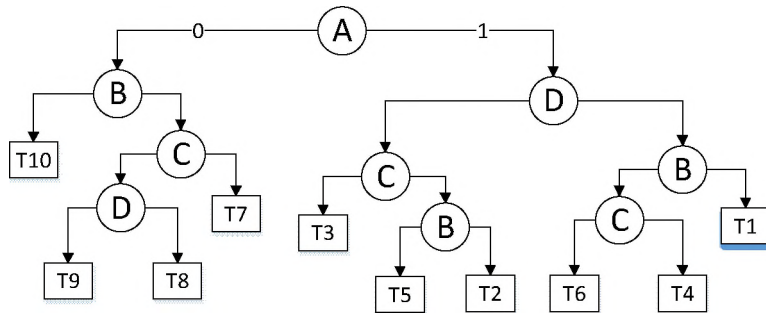 0 A 1
B D
T10 C C B
D T7 T3 B C T1
T9 T8 T5 T2 T6 T4